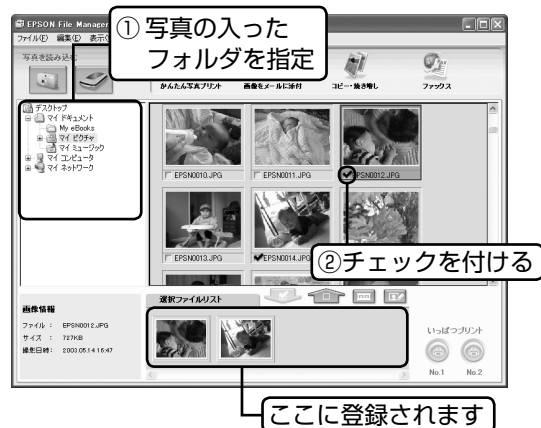 EPSON File Manager
ファイル(F) 編集(E) 表示
① 写真の入った
フォルダを指定
写真を読み込む
かんたん写真プリント 画像をメールに添付 コピー・焼き増し ファックス
デスクトップ
マイ ドキュメント
My eBooks
マイ ピクチャ
マイ ミュージック
マイ コンピュータ
マイ ネットワーク
EPSN0010.JPG EPSN0011.JPG EPSN0012.JPG
EPSN0013.JPG EPSN0014.JPG
②チェックを付ける
選択ファイルリスト
画像情報
ファイル : EPSN0012.JPG
サイズ : 727KB
撮影日時: 2003.05.14 15:47
いっぱつプリント
No.1 No.2
ここに登録されます